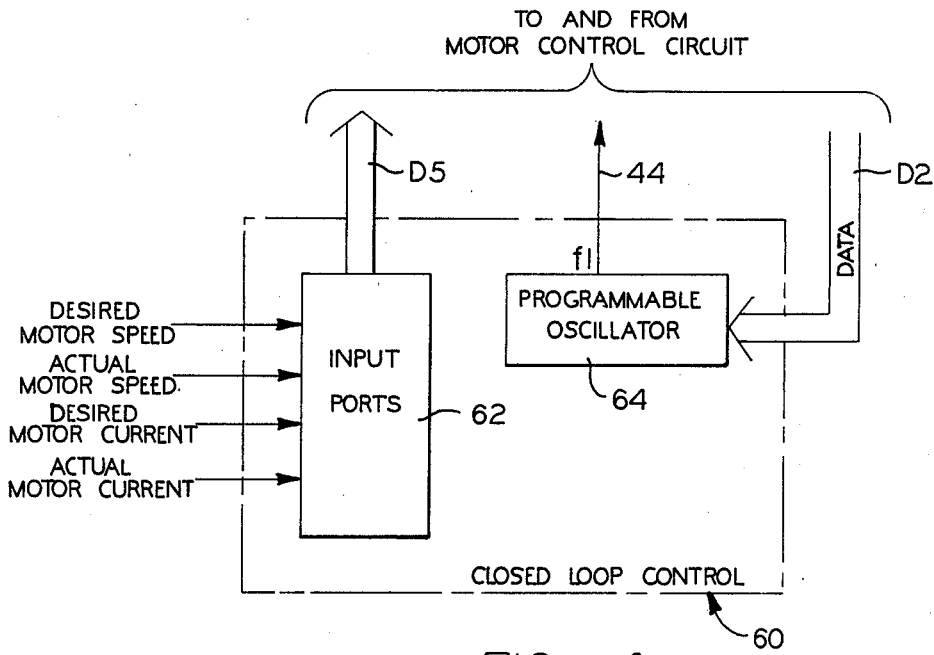 TO AND FROM
MOTOR CONTROL CIRCUIT
D5
44
D2
DATA
f1
PROGRAMMABLE
OSCILLATOR
64
DESIRED
MOTOR SPEED
ACTUAL
MOTOR SPEED
DESIRED
MOTOR CURRENT
ACTUAL
MOTOR CURRENT
INPUT
PORTS
62
CLOSED LOOP CONTROL
60